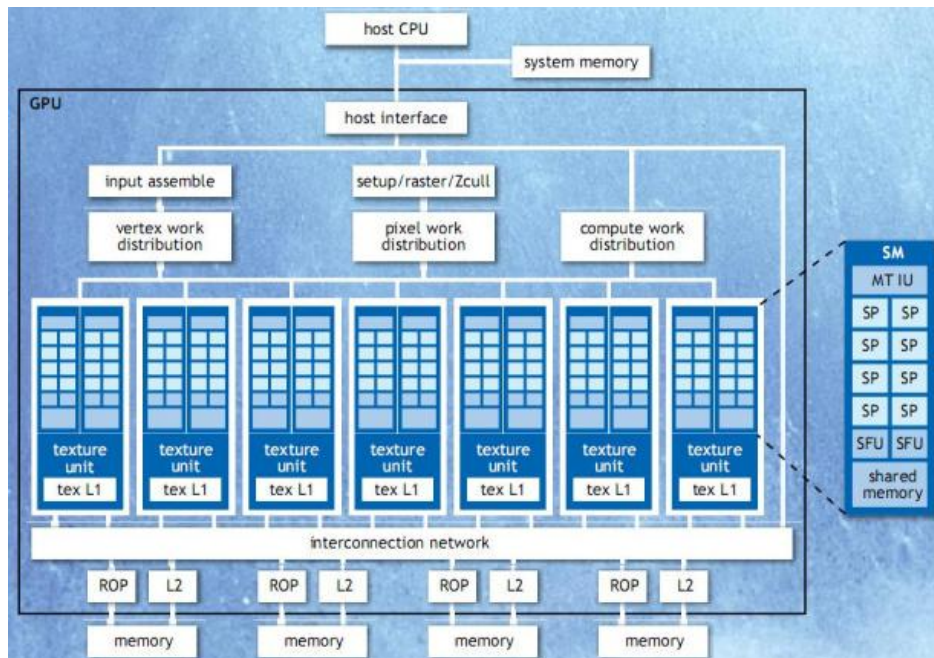 host CPU
system memory
GPU
host interface
input assemble
setup/raster/Zcull
vertex work
distribution
pixel work
distribution
compute work
distribution
SM
MT IU
SP SP
SP SP
SP SP
SP SP
SFU SFU
shared
memory
texture
unit
tex L1
texture
unit
tex L1
texture
unit
tex L1
texture
unit
tex L1
texture
unit
tex L1
texture
unit
tex L1
texture
unit
tex L1
interconnection network
ROP L2 ROP L2 ROP L2 ROP L2
memory memory memory memory